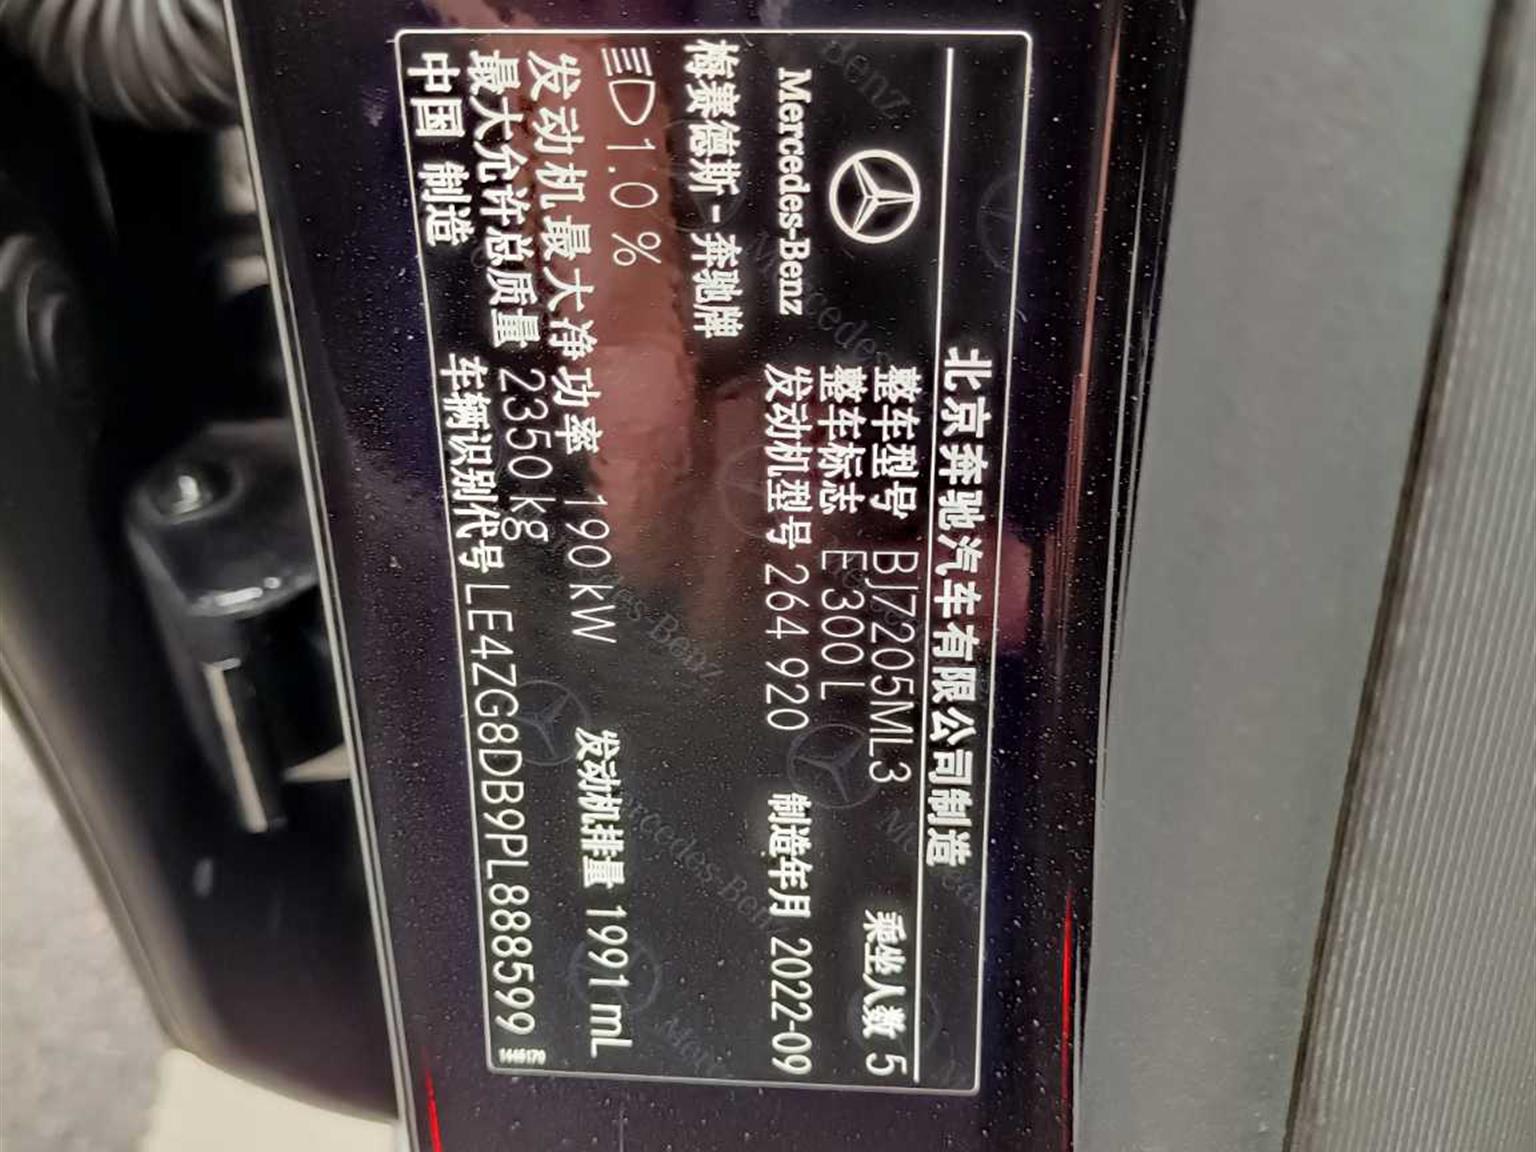 北京奔驰汽车有限公司制造
Mercedes-Benz
梅赛德斯-奔驰牌
整车型号 BJ7205ML3 乘坐人数 5
整车标志 E 300 L
发动机型号 264 920 制造年月 2022-09
1.0 %
发动机最大净功率 190 kW 发动机排量 1991 mL
最大允许总质量 2350 kg
中国 制造 车辆识别代号 LE4ZG8DB9PL888599
1446170